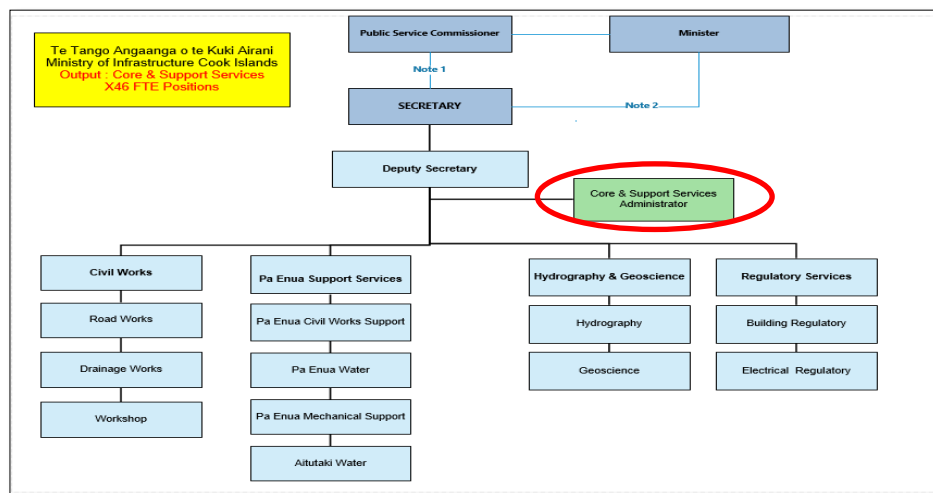 Te Tango Angaanga o te Kuki Airani
Ministry of Infrastructure Cook Islands
Output : Core & Support Services
X46 FTE Positions
Public Service Commissioner
Minister
Note 1
SECRETARY
Note 2
Deputy Secretary
Core & Support Services
Administrator
Civil Works
Pa Enua Support Services
Hydrography & Geoscience
Regulatory Services
Road Works
Pa Enua Civil Works Support
Hydrography
Building Regulatory
Drainage Works
Pa Enua Water
Geoscience
Electrical Regulatory
Workshop
Pa Enua Mechanical Support
Aitutaki Water